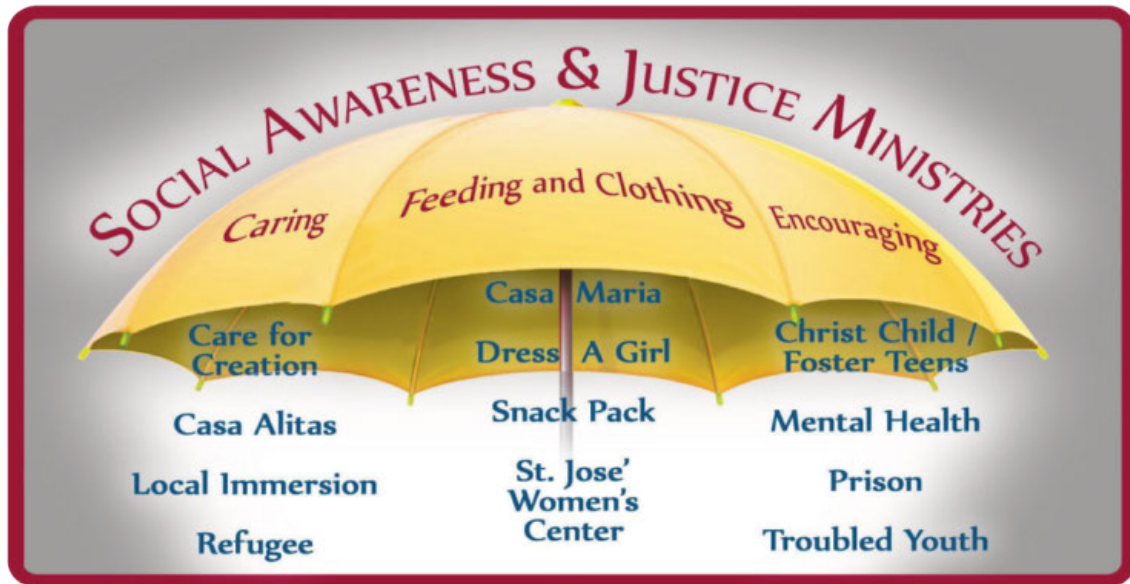 SOCIAL AWARENESS & JUSTICE MINISTRIES
Caring
Feeding and Clothing
Encouraging
Care for
Creation
Casa Alitas
Local Immersion
Refugee
Casa Maria
Dress A Girl
Snack Pack
St. Jose'
Women's
Center
Christ Child /
Foster Teens
Mental Health
Prison
Troubled Youth